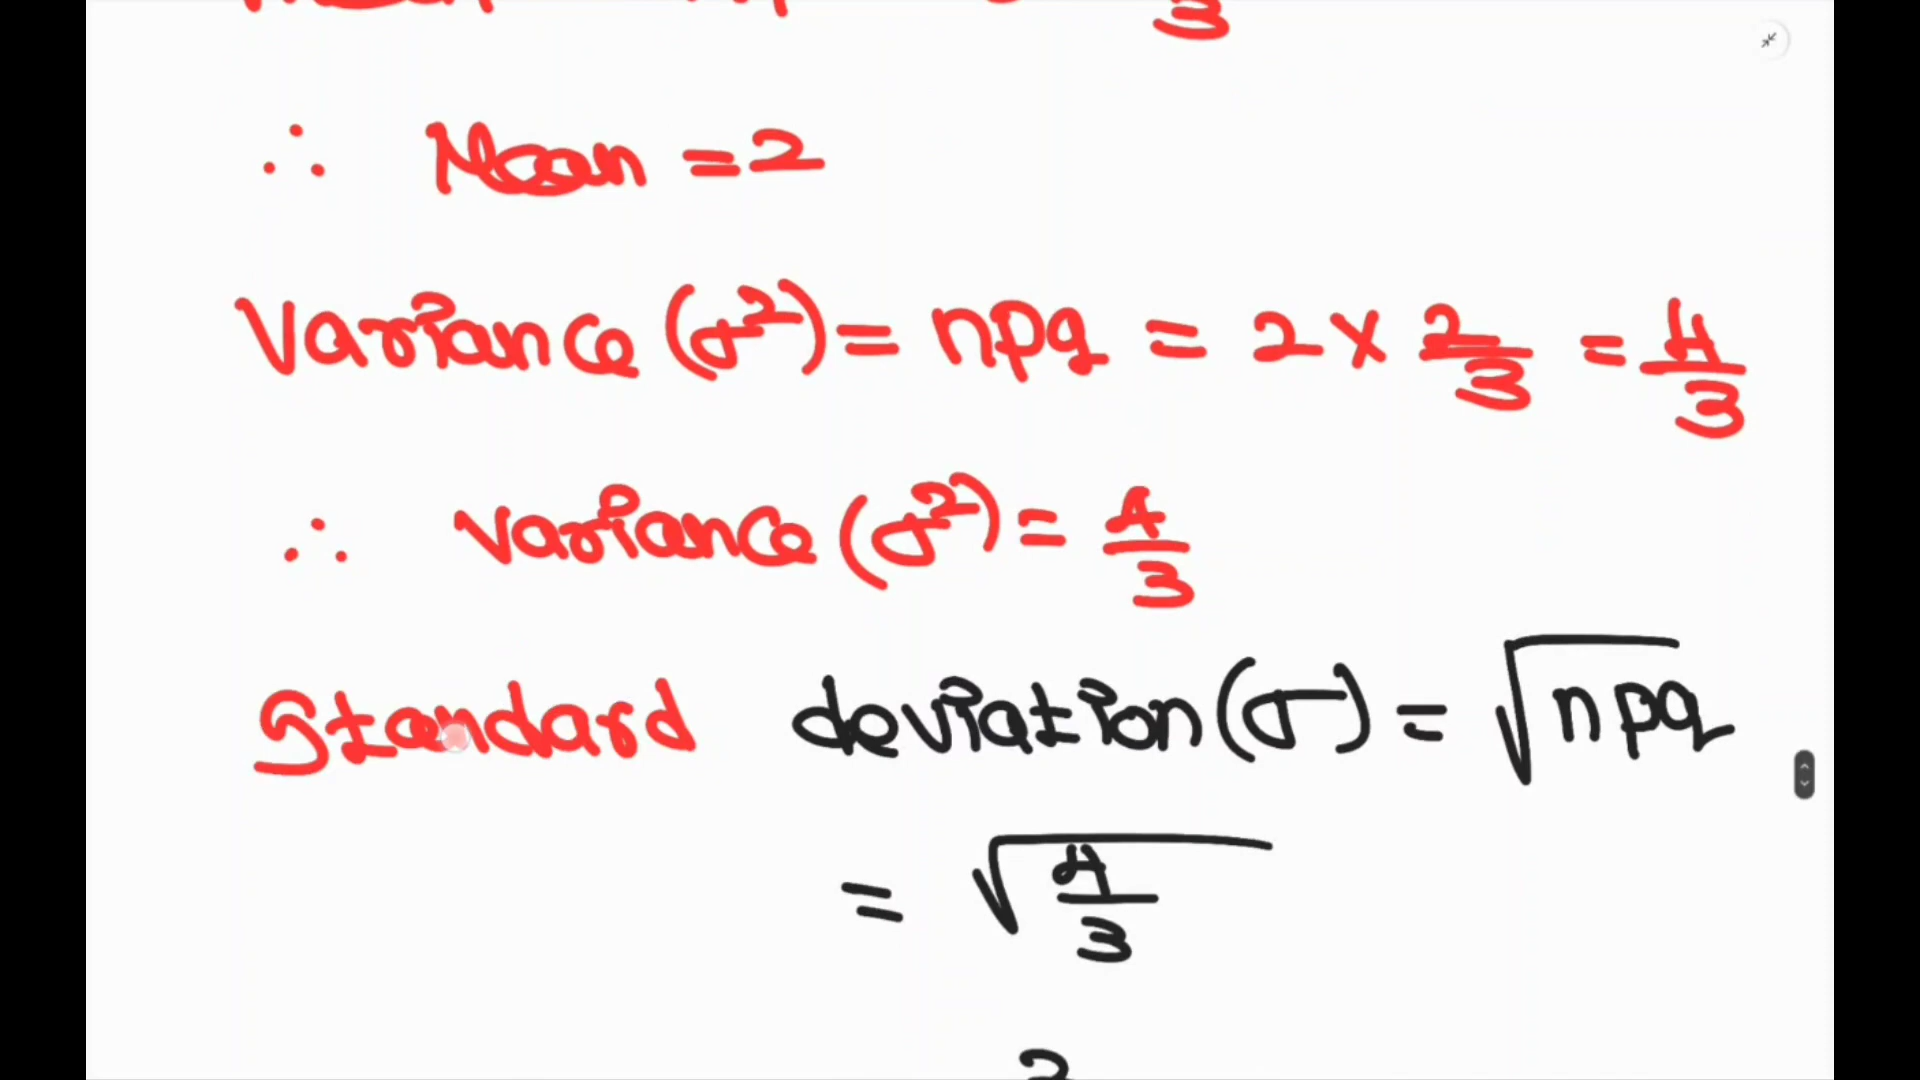 ∴ Mean = 2
Variance (σ²) = npq = 2 × 2/3 = 4/3
∴ variance (σ²) = 4/3
Standard deviation (σ) = √npq
= √4/3
2